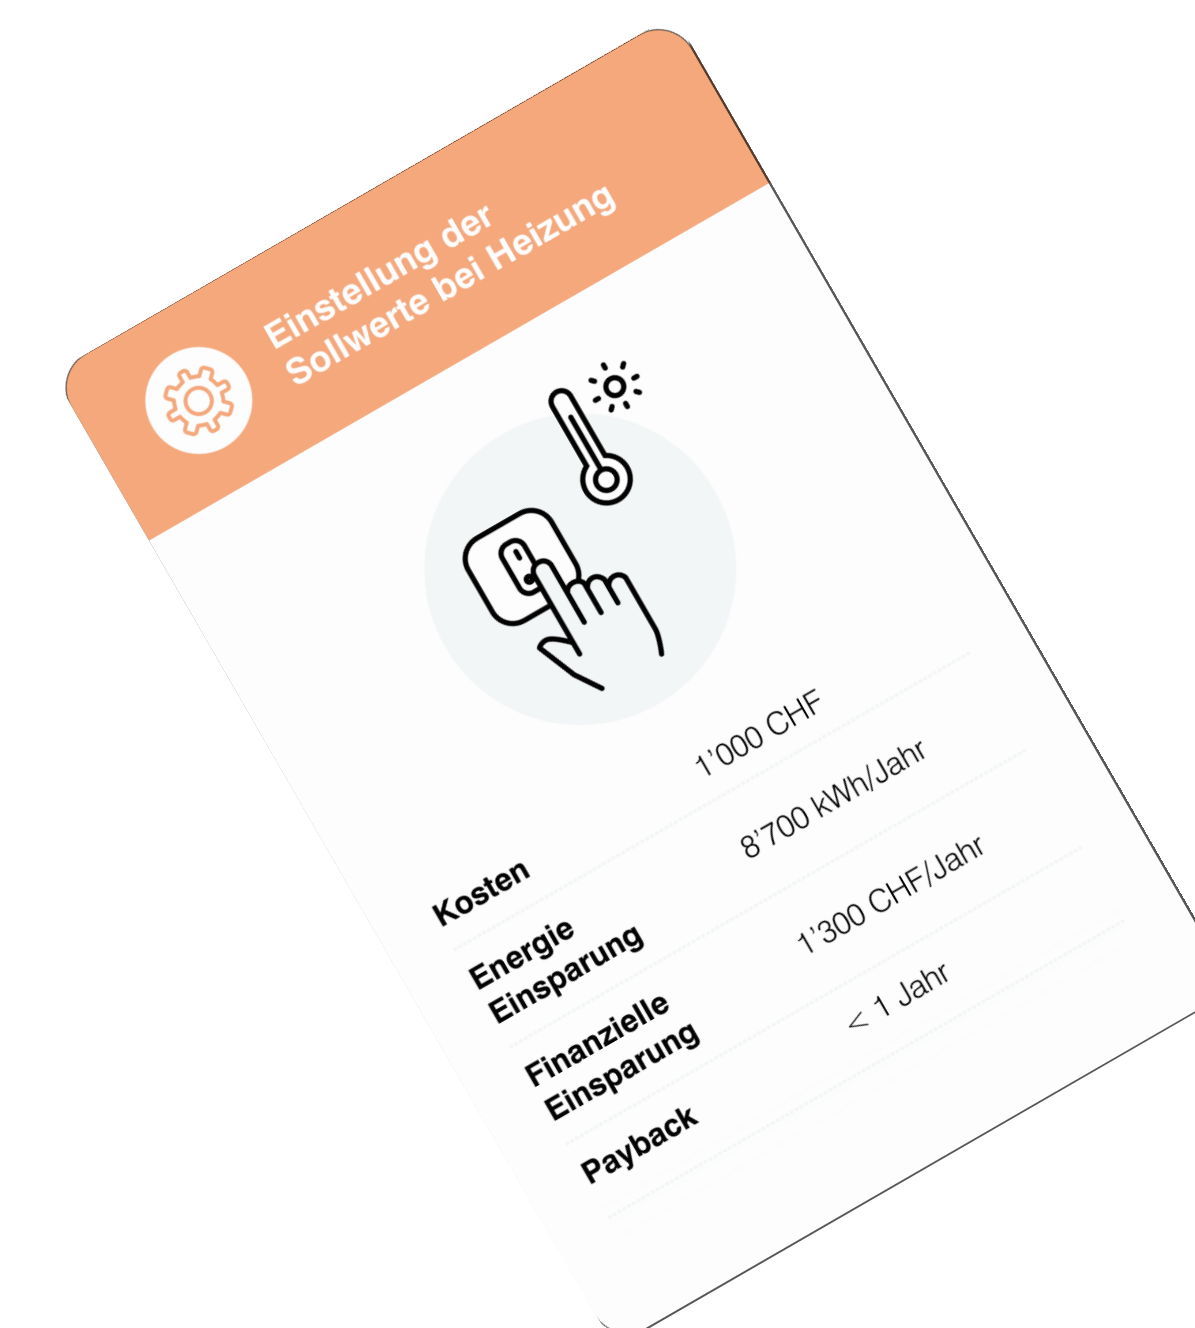 Einstellung der
Sollwerte bei Heizung
Kosten 1’000 CHF
Energie
Einsparung 8’700 kWh/Jahr
Finanzielle
Einsparung 1’300 CHF/Jahr
Payback < 1 Jahr